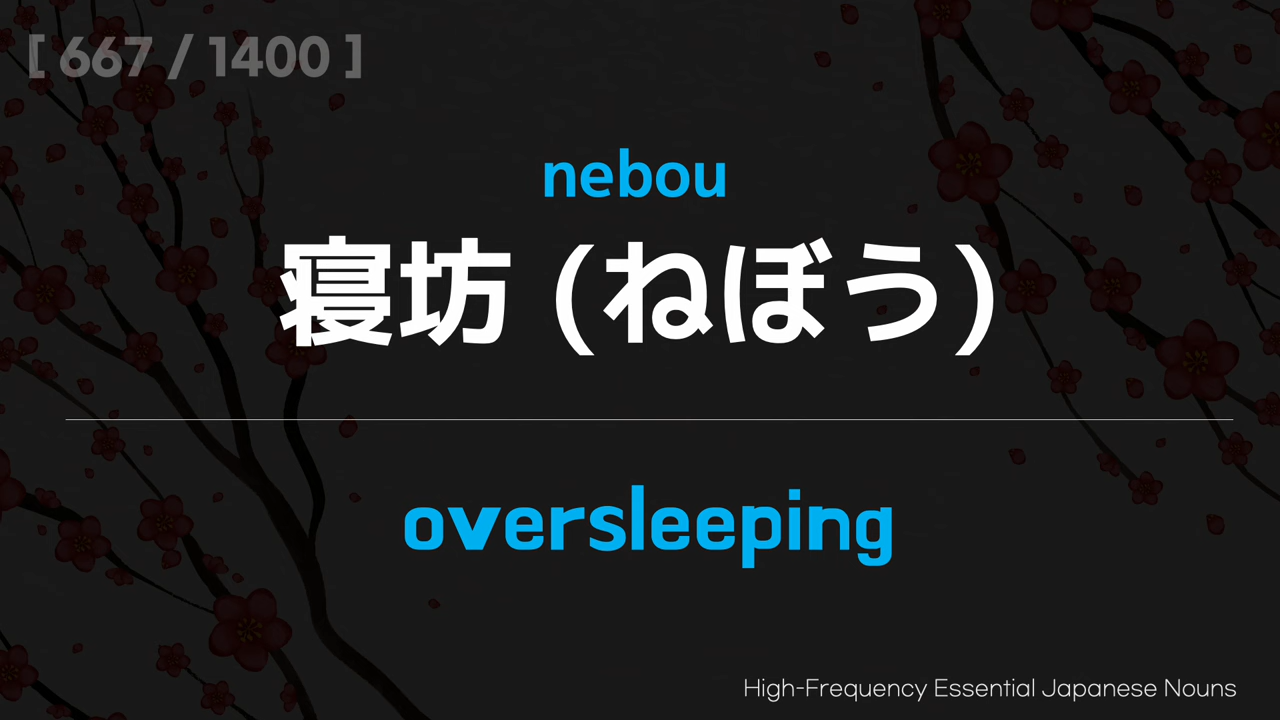 [ 667 / 1400 ]
nebou
寝坊 (ねぼう)
oversleeping
High-Frequency Essential Japanese Nouns